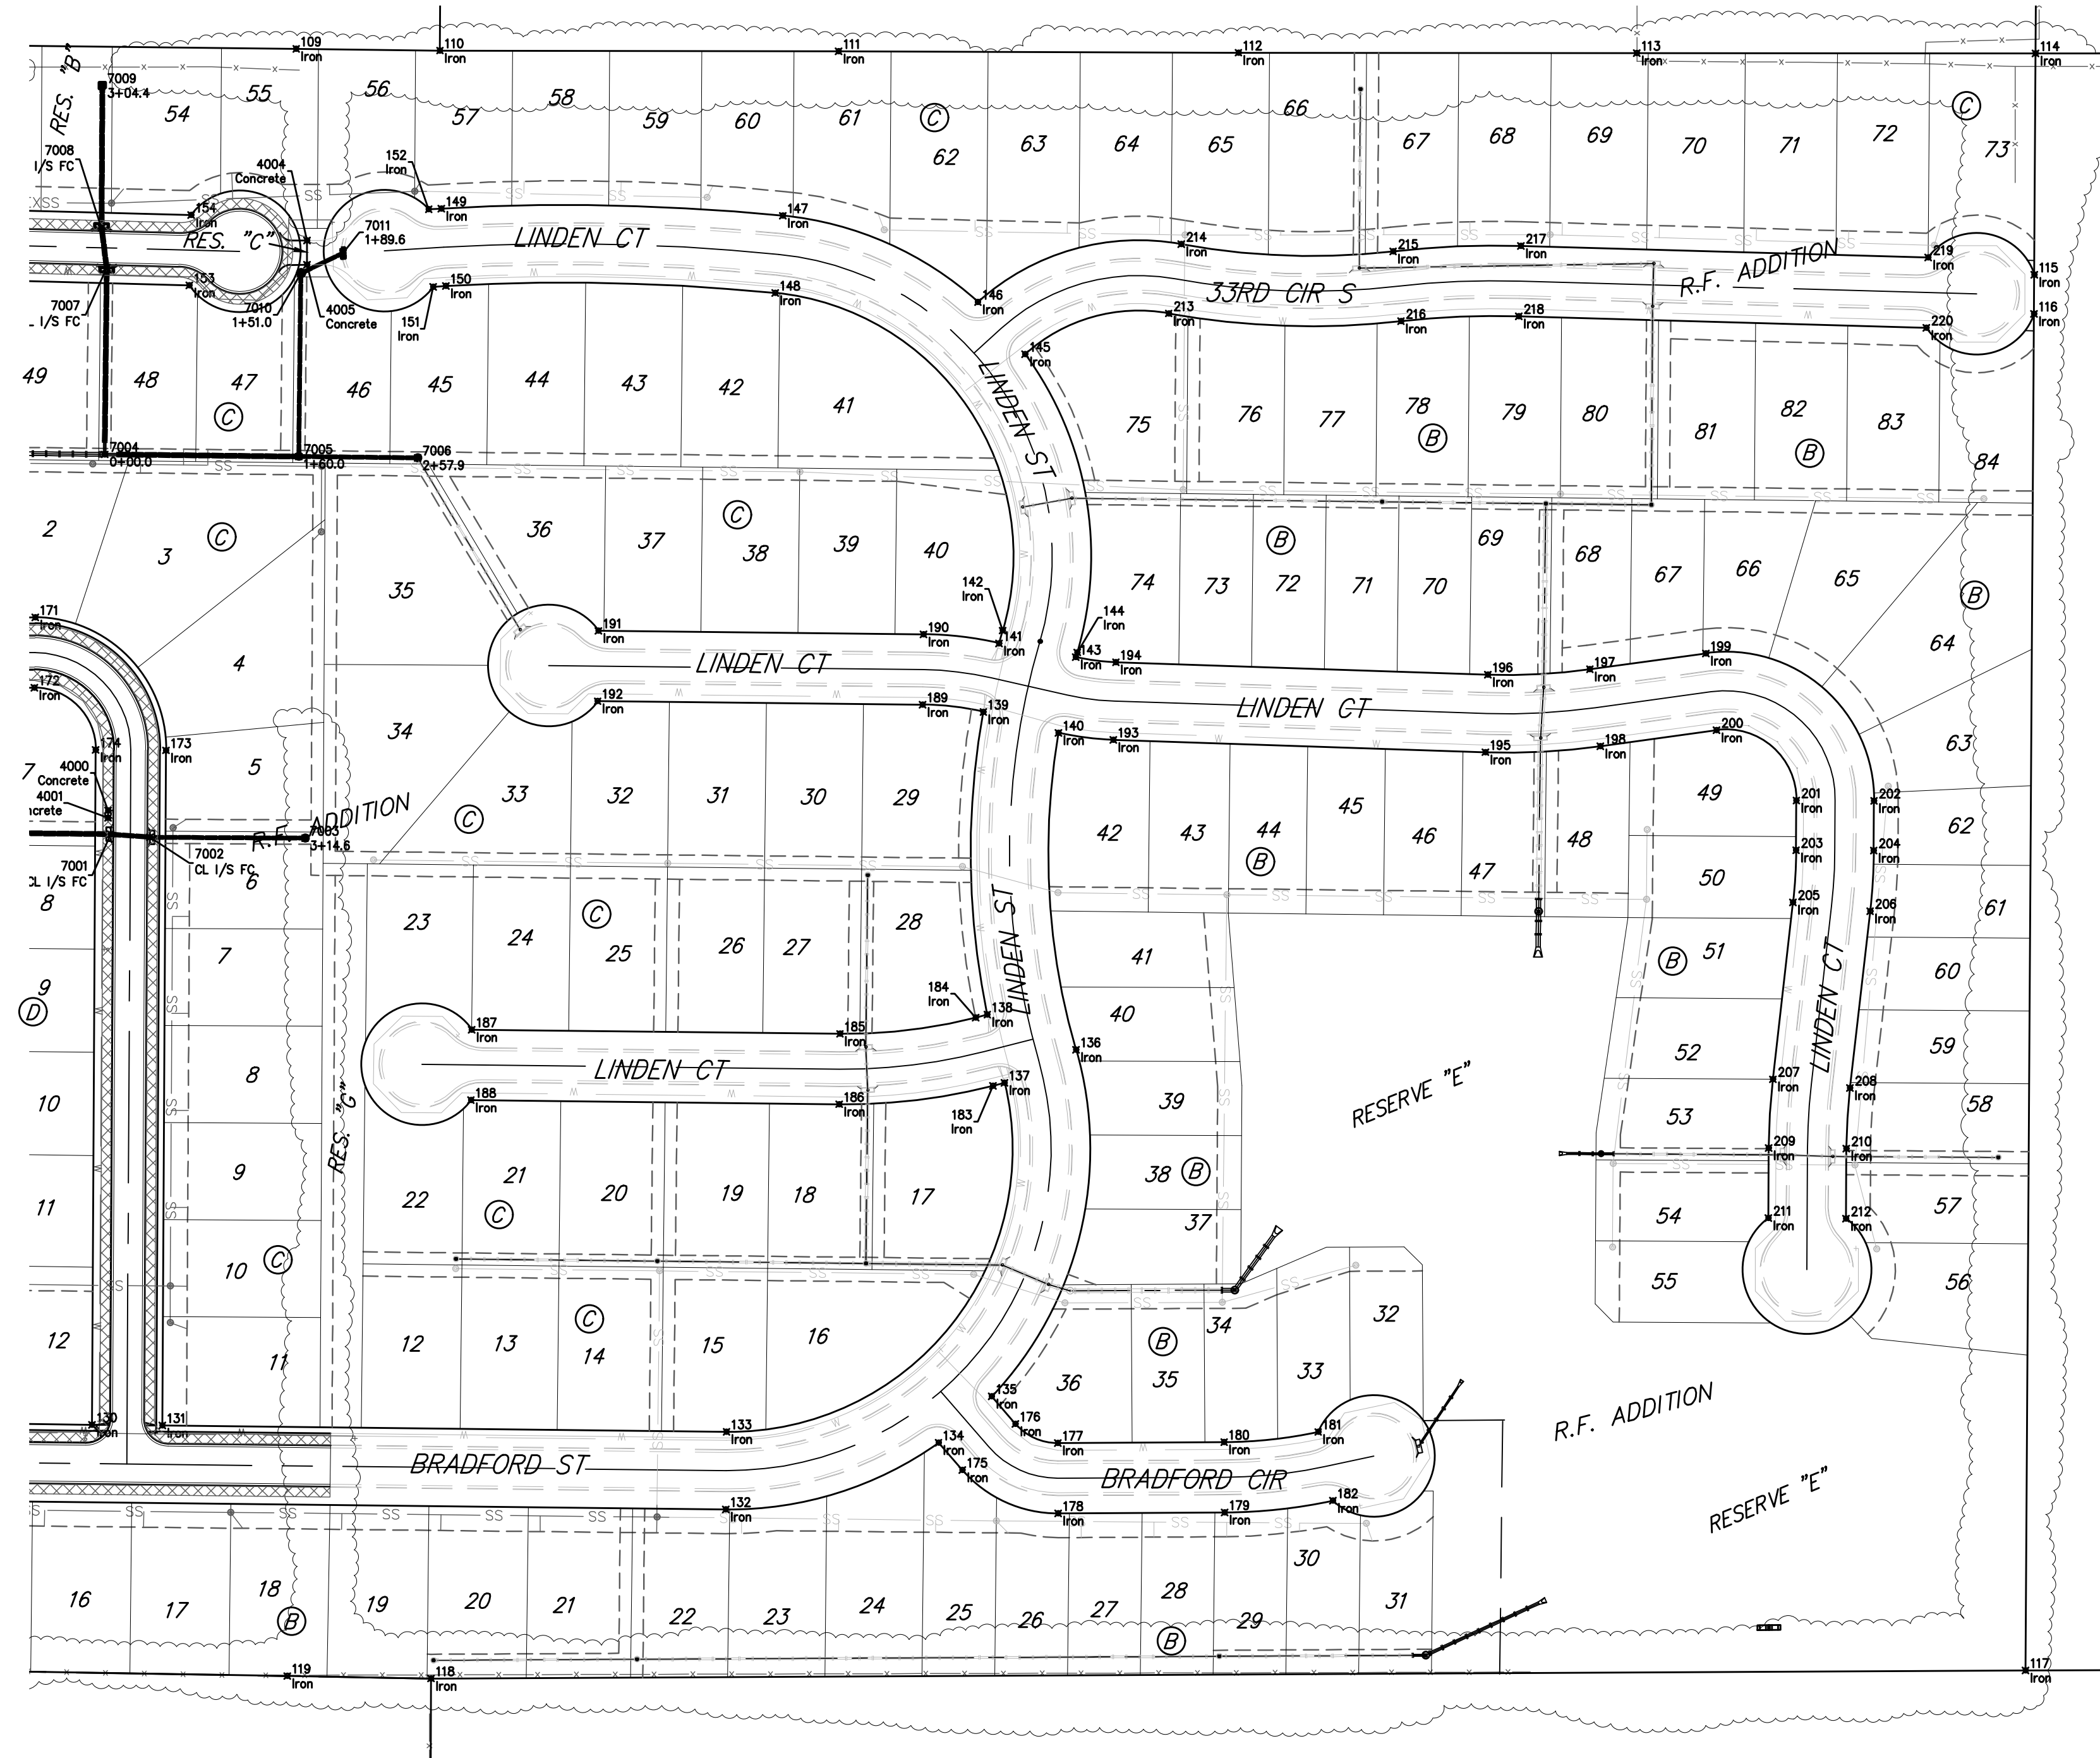 109
Iron
110
Iron
111
Iron
112
Iron
113
Iron
114
Iron
RES. "B"
7009
3+04.4
54
55
56
57
58
59
60
61
C
62
63
64
65
66
67
68
69
70
71
72
C
73
7008
I/S FC
4004
Concrete
152
Iron
154
Iron
RES. "C"
149
Iron
7011
1+89.6
LINDEN CT
147
Iron
214
Iron
215
Iron
217
Iron
219
Iron
115
Iron
116
Iron
R.F. ADDITION
33RD CIR S
153
Iron
150
Iron
148
Iron
146
Iron
213
Iron
216
Iron
218
Iron
220
Iron
7007
I/S FC
7010
1+51.0
4005
Concrete
151
Iron
145
Iron
LINDEN ST
49
48
47
C
46
45
44
43
42
41
75
76
77
78
B
79
80
81
82
B
83
84
7004
0+00.0
7005
1+60.0
7006
2+57.9
SS
2
3
C
36
37
C
38
39
40
B
74
73
72
71
70
69
68
67
66
65
B
64
35
142
Iron
144
Iron
171
Iron
191
Iron
190
Iron
141
Iron
143
Iron
194
Iron
196
Iron
197
Iron
199
Iron
4
LINDEN CT
LINDEN CT
172
Iron
192
Iron
189
Iron
139
Iron
140
Iron
193
Iron
195
Iron
198
Iron
200
Iron
34
174
Iron
173
Iron
63
7
4000
Concrete
4001
5
33
32
31
30
29
45
49
201
Iron
202
Iron
R.F. ADDITION
C
42
43
44
B
46
47
48
62
7003
3+14.6
7001
CL I/S FC
7002
CL I/S FC
6
203
Iron
204
Iron
50
8
23
24
C
25
26
27
28
LINDEN ST
205
Iron
206
Iron
61
7
41
B
51
LINDEN CT
60
9
D
184
Iron
138
Iron
40
187
Iron
185
Iron
136
Iron
52
59
8
LINDEN CT
RESERVE "E"
207
Iron
208
Iron
10
188
Iron
186
Iron
137
Iron
183
Iron
39
53
58
RES. "G"
209
Iron
210
Iron
9
21
22
20
19
18
17
38
B
11
C
37
54
57
211
Iron
212
Iron
10
C
55
56
12
11
12
13
C
14
15
16
34
B
35
36
33
32
135
Iron
176
Iron
R.F. ADDITION
130
Iron
131
Iron
133
Iron
134
Iron
177
Iron
180
Iron
181
Iron
BRADFORD ST
175
Iron
BRADFORD CIR
RESERVE "E"
132
Iron
178
Iron
179
Iron
182
Iron
16
17
18
B
19
20
21
22
23
24
25
26
27
28
B
29
30
31
119
Iron
118
Iron
117
Iron